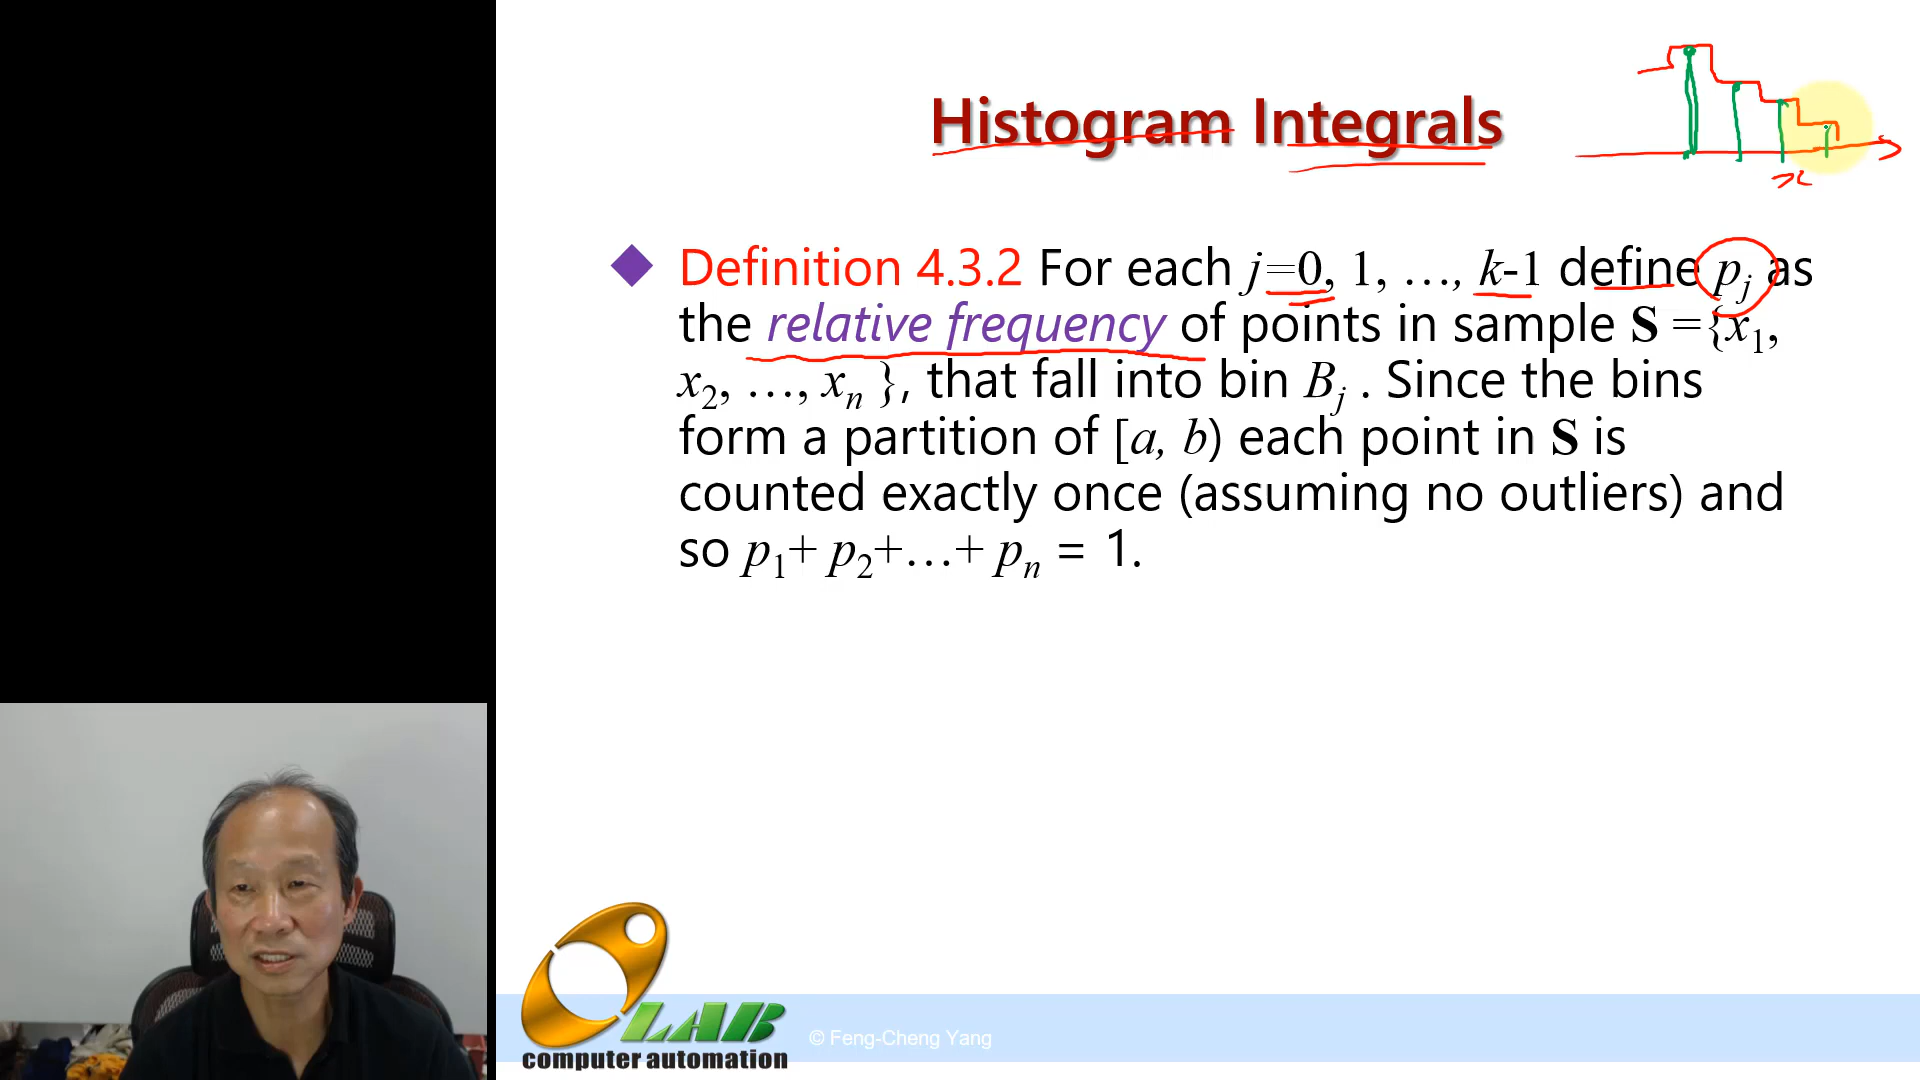 Histogram Integrals
x
Definition 4.3.2 For each j=0, 1, …, k-1 define pj as
the relative frequency of points in sample S ={x1,
x2, …, xn }, that fall into bin Bj . Since the bins
form a partition of [a, b) each point in S is
counted exactly once (assuming no outliers) and
so p1+ p2+…+ pn = 1.
LAB
computer automation
© Feng-Cheng Yang